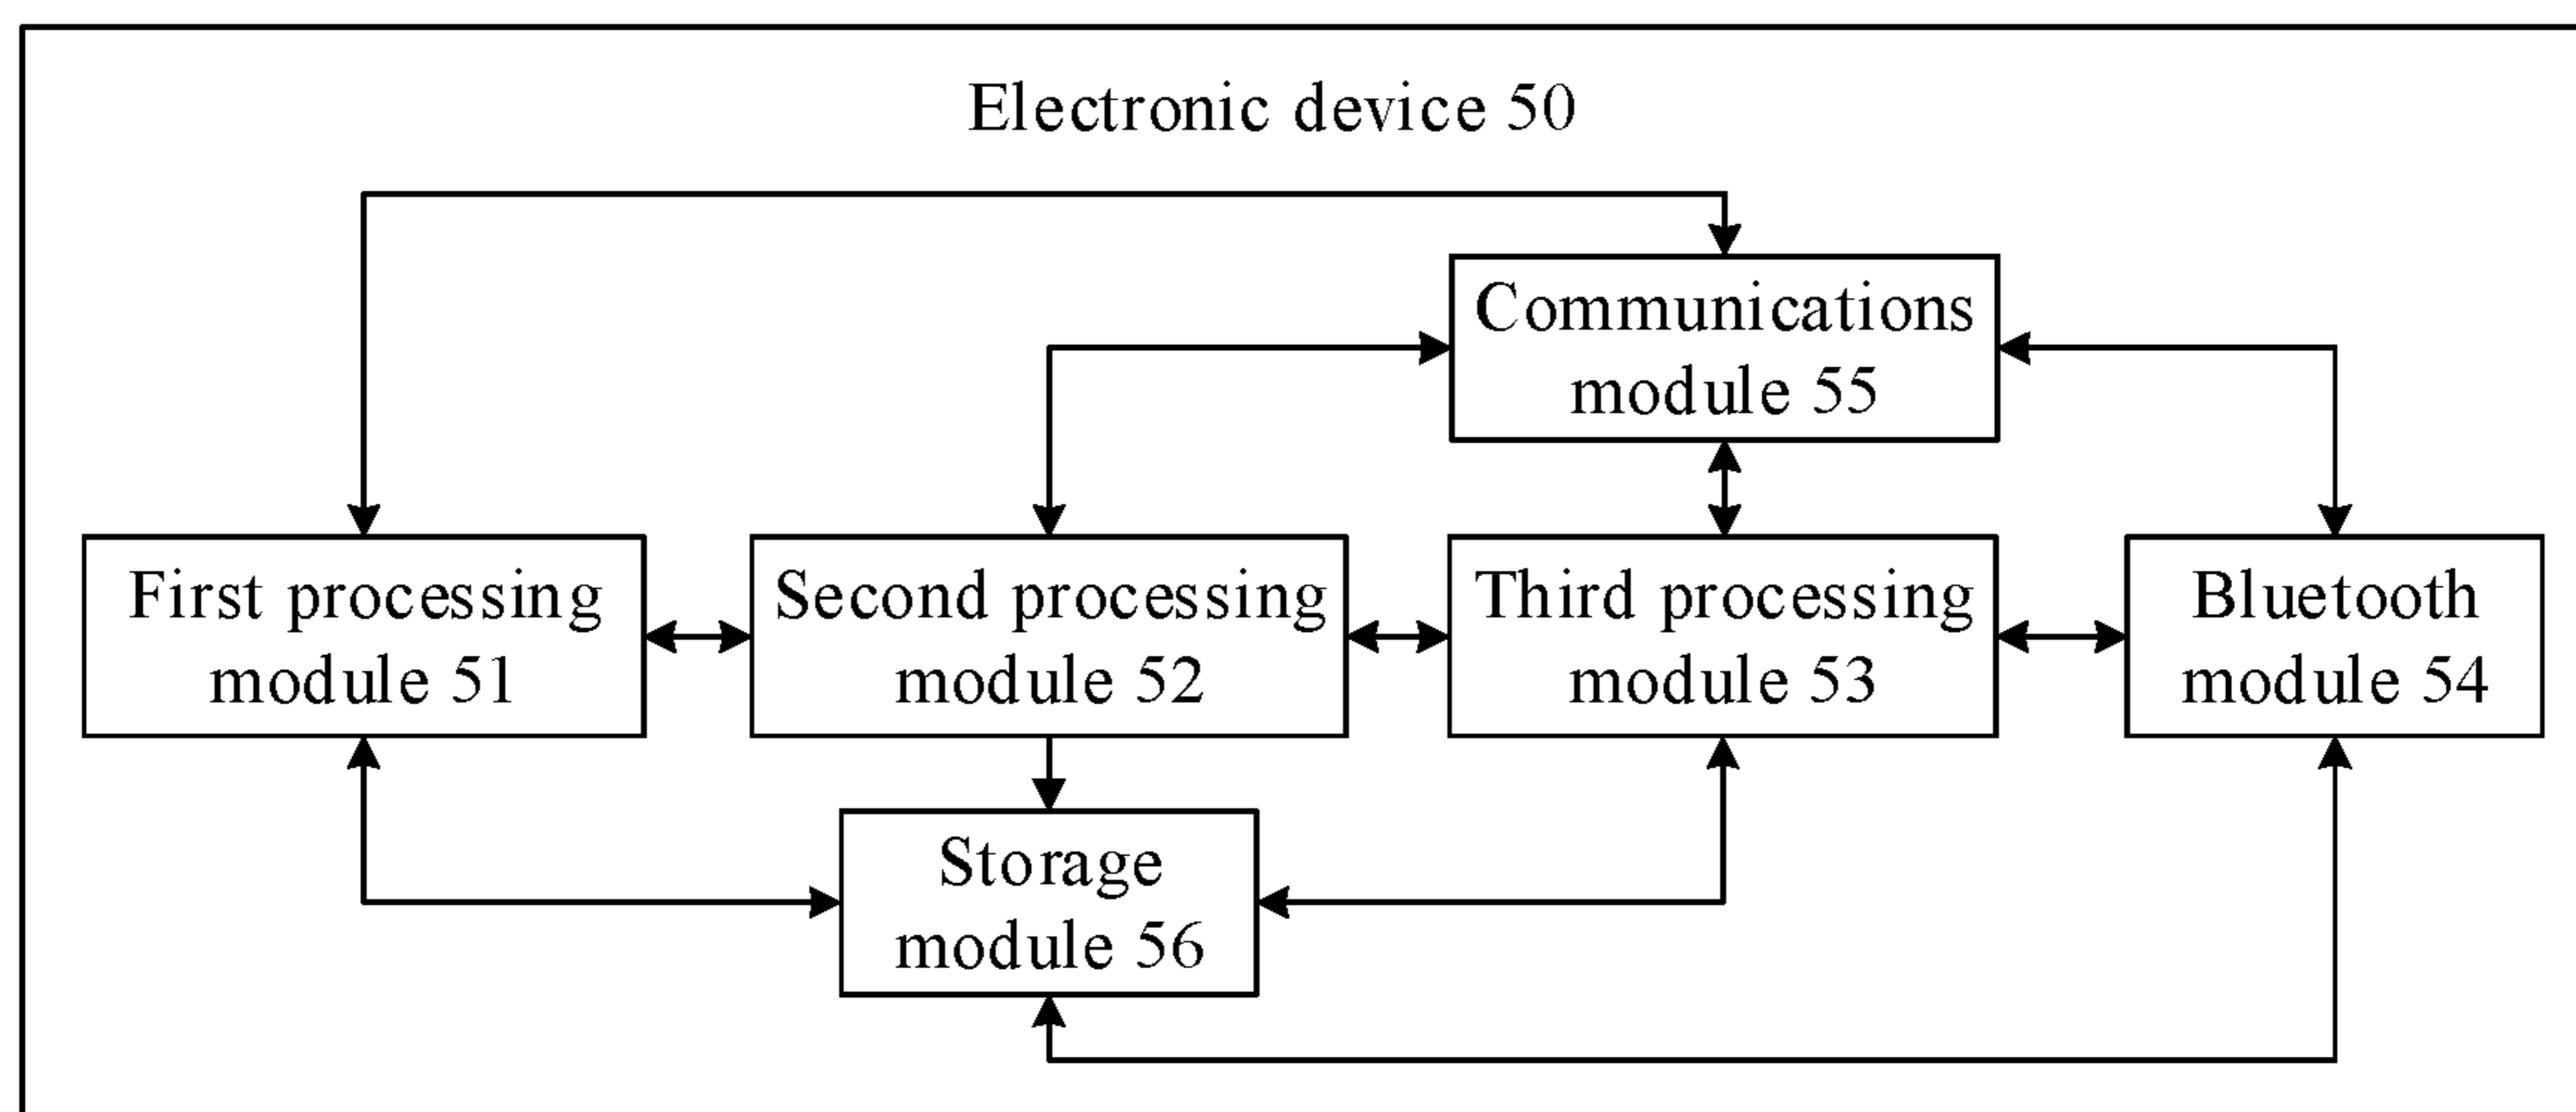 Electronic device 50
Communications
module 55
First processing
module 51
Second processing
module 52
Third processing
module 53
Bluetooth
module 54
Storage
module 56